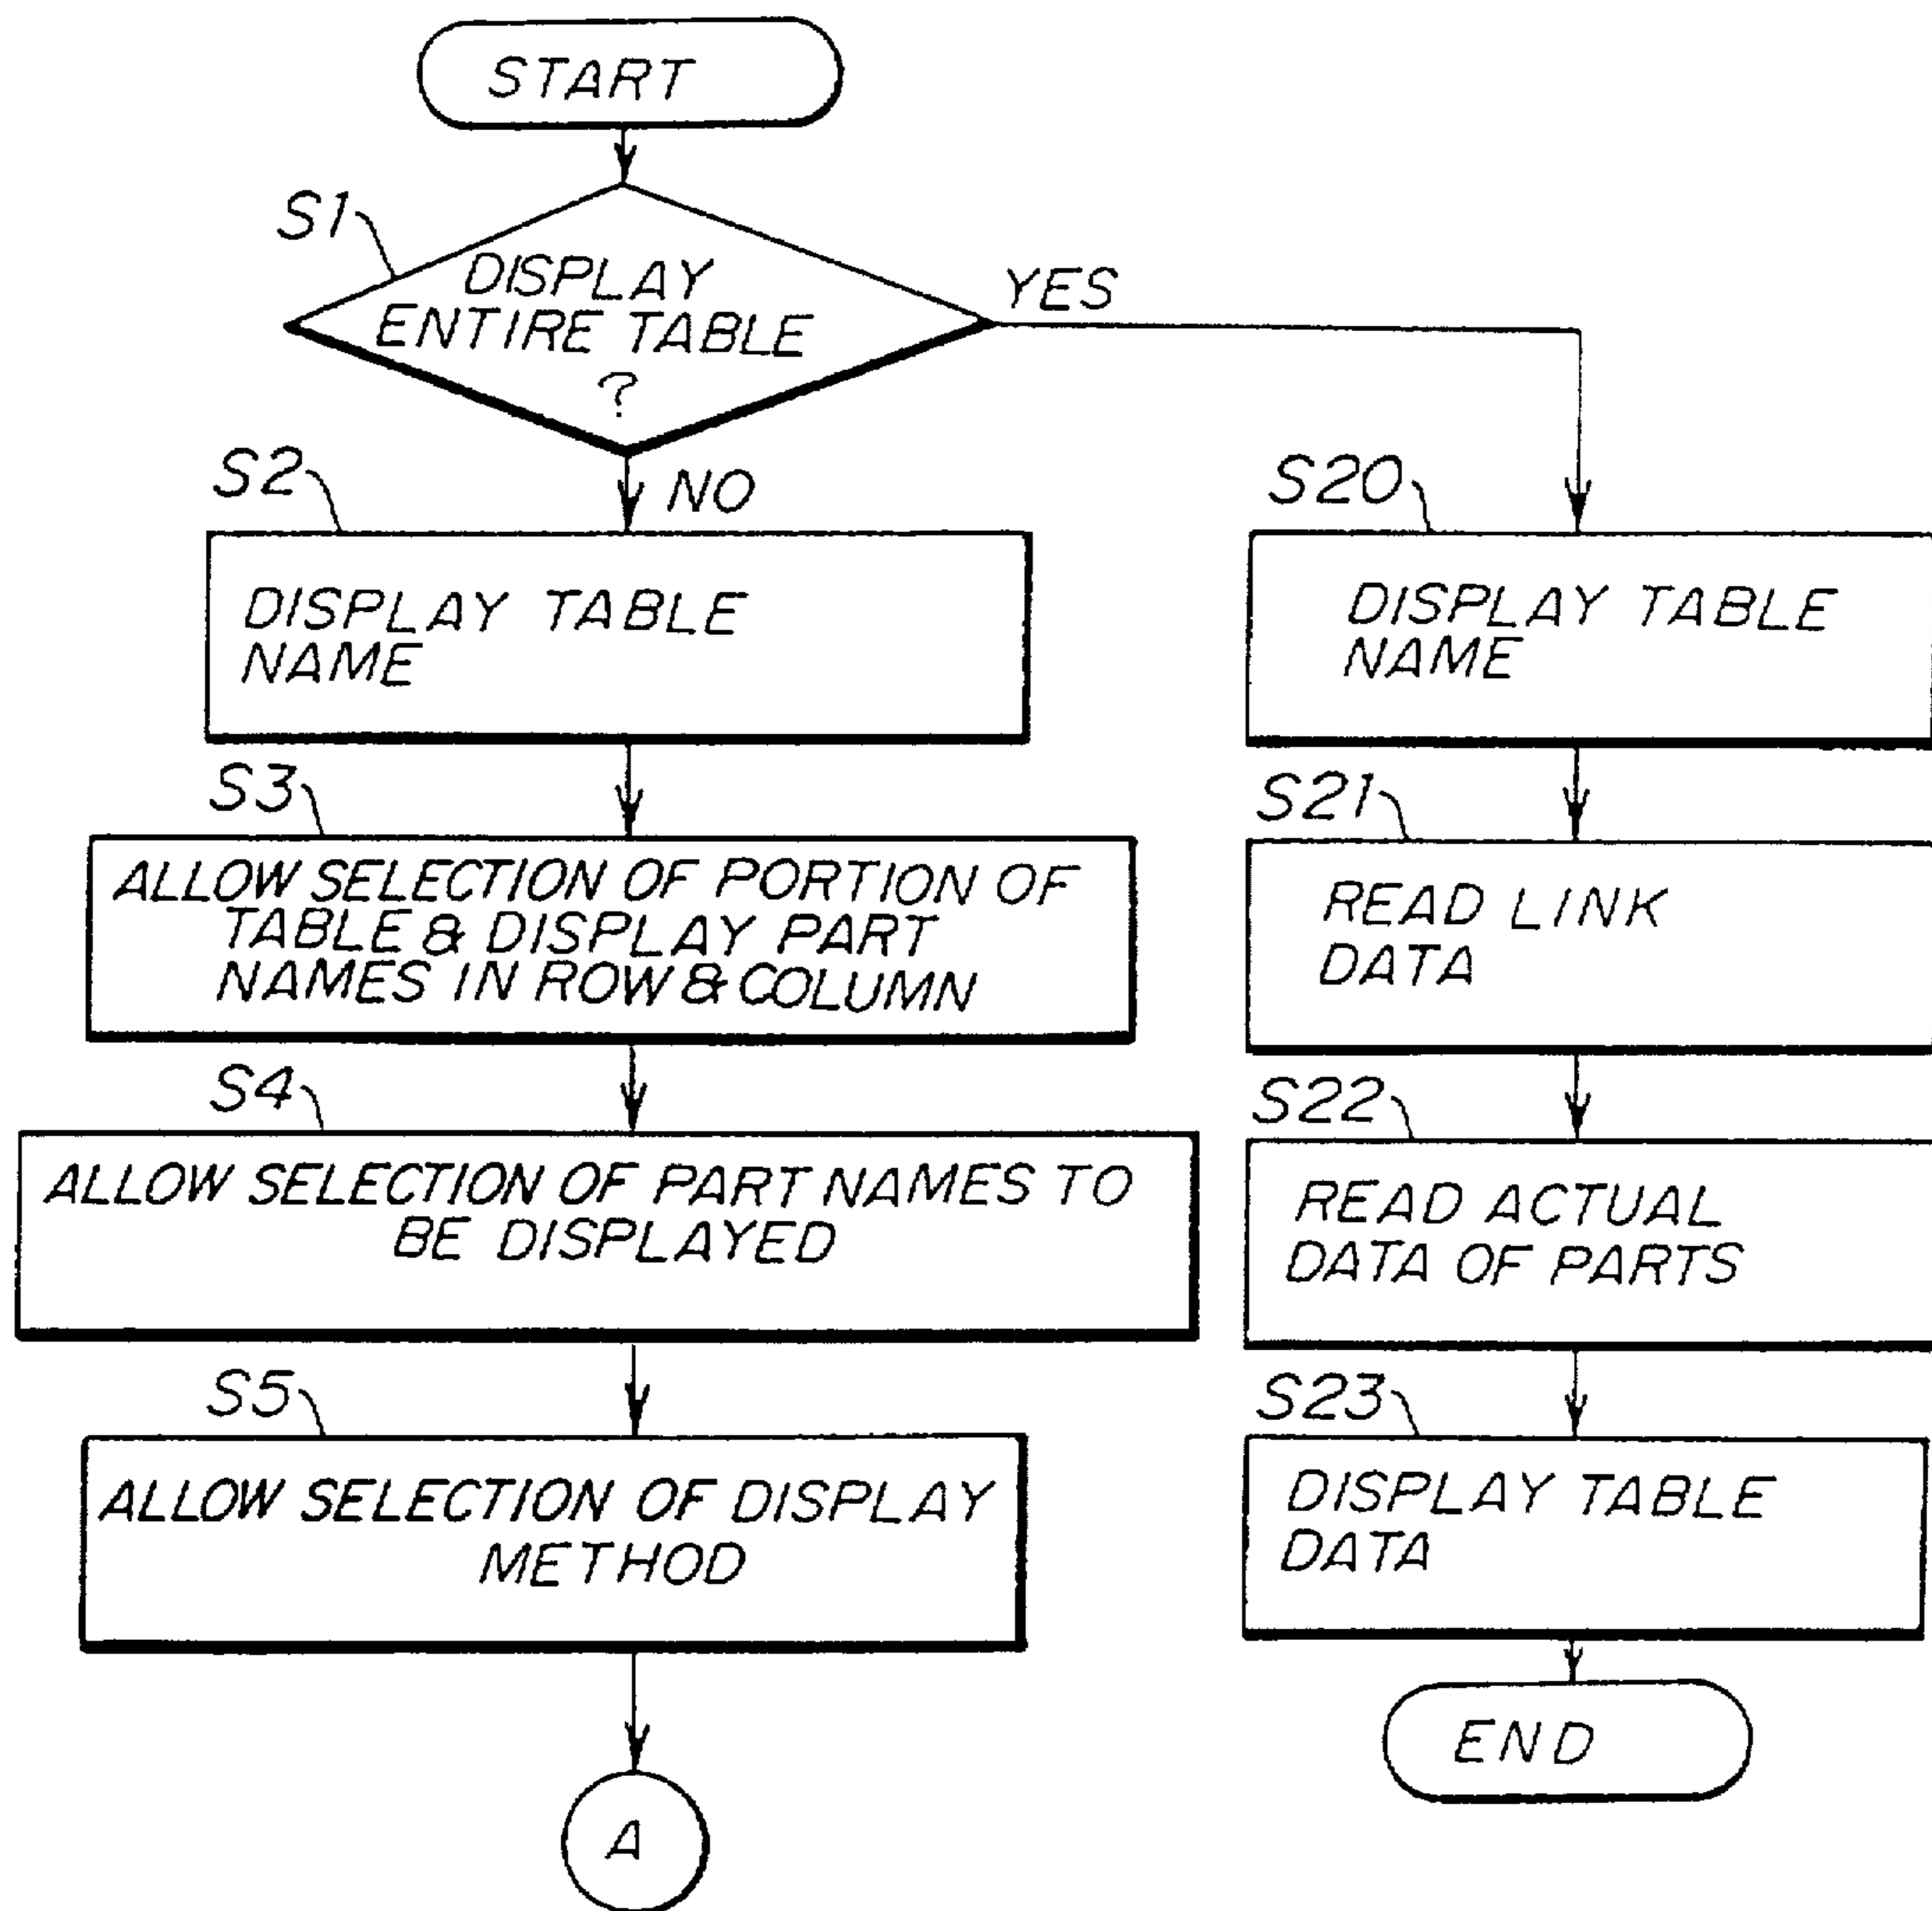 START
S1
DISPLAY
ENTIRE TABLE
?
YES
NO
S2
DISPLAY TABLE
NAME
S3
ALLOW SELECTION OF PORTION OF
TABLE & DISPLAY PART
NAMES IN ROW & COLUMN
S4
ALLOW SELECTION OF PART NAMES TO
BE DISPLAYED
S5
ALLOW SELECTION OF DISPLAY
METHOD
A
S20
DISPLAY TABLE
NAME
S21
READ LINK
DATA
S22
READ ACTUAL
DATA OF PARTS
S23
DISPLAY TABLE
DATA
END